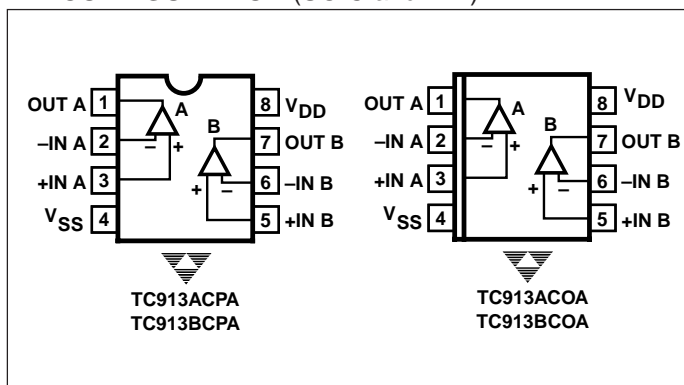 OUT A 1 8 VDD
–IN A 2 7 OUT B
+IN A 3 6 –IN B
VSS 4 5 +IN B
A
– +
B
+ –
TC913ACPA
TC913BCPA
OUT A 1 8 VDD
–IN A 2 7 OUT B
+IN A 3 6 –IN B
VSS 4 5 +IN B
A
– +
B
+ –
TC913ACOA
TC913BCOA